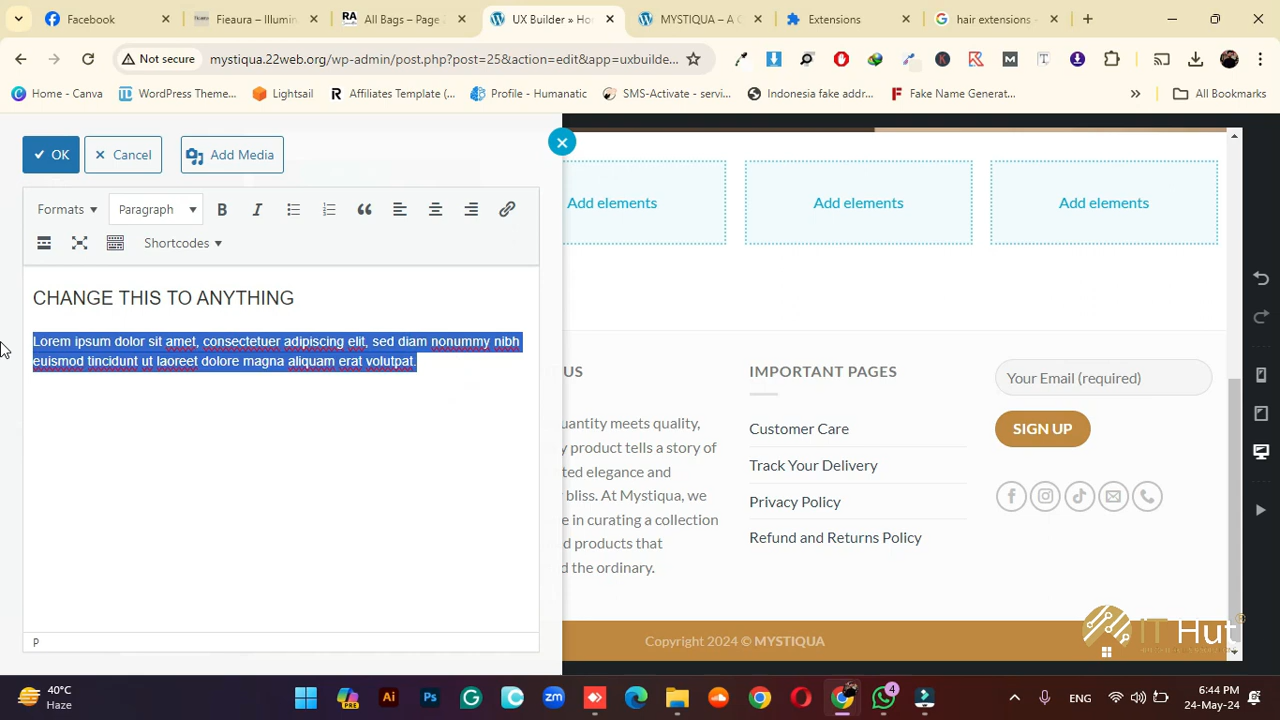 Facebook
Fieaura – Illumin
RA
All Bags – Page
UX Builder » Ho
MYSTIQUA – A C
Extensions
hair extensions -
Not secure
mystiqua.22web.org/wp-admin/post.php?post=25&action=edit&app=uxbuilde...
Home - Canva
WordPress Theme...
Lightsail
Affiliates Template (...
Profile - Humanatic
SMS-Activate - servi...
Indonesia fake addr...
Fake Name Generat...
All Bookmarks
OK
Cancel
Add Media
Formats
Paragraph
B
I
Shortcodes
CHANGE THIS TO ANYTHING
Lorem ipsum dolor sit amet, consectetuer adipiscing elit, sed diam nonummy nibh
euismod tincidunt ut laoreet dolore magna aliquam erat volutpat.
P
Add elements
Add elements
Add elements
US
uantity meets quality,
y product tells a story of
ted elegance and
bliss. At Mystiqua, we
e in curating a collection
d products that
d the ordinary.
IMPORTANT PAGES
Customer Care
Track Your Delivery
Privacy Policy
Refund and Returns Policy
Your Email (required)
SIGN UP
Copyright 2024 © MYSTIQUA
IT Hut
40°C
Haze
PRE
Ai
Ps
zm
4
ENG
6:44 PM
24-May-24